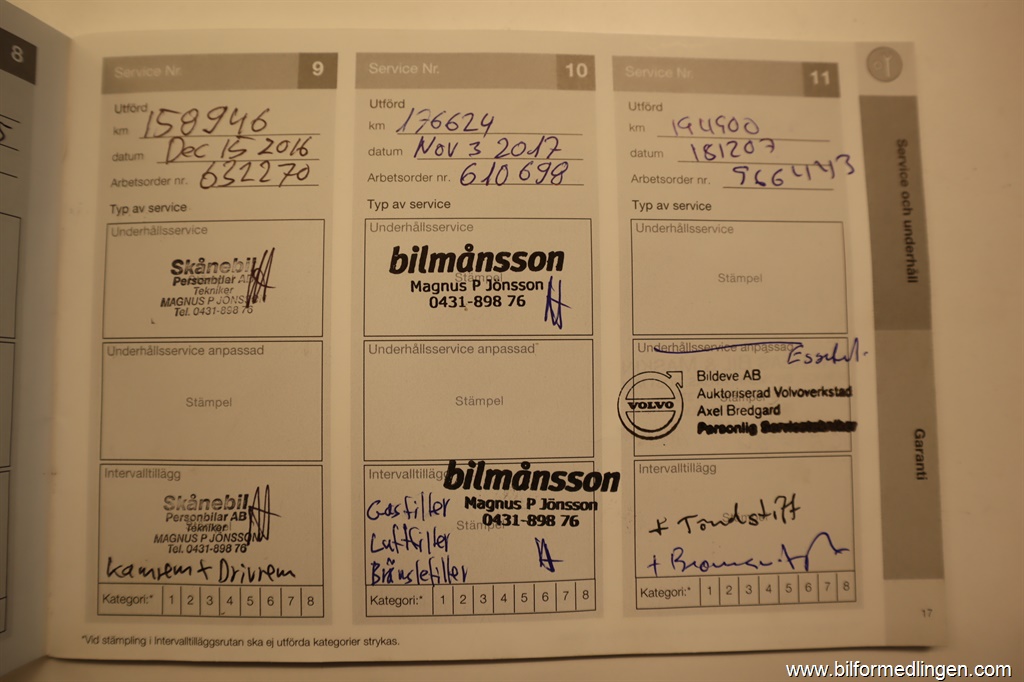 8
Service Nr. 9
Utförd
km 158946
datum Dec 15 2016
Arbetsorder nr. 632270
Typ av service
Underhållsservice
Skånebil
Personbilar AB
Tekniker
MAGNUS P JÖNSSON
Tel. 0431-898 76
Underhållsservice anpassad
Stämpel
Intervalltillägg
Skånebil
Personbilar AB
Tekniker
MAGNUS P JÖNSSON
Tel. 0431-898 76
Kamrem + Drivrem
Kategori:* 1 2 3 4 5 6 7 8
*Vid stämpling i Intervalltilläggsrutan ska ej utförda kategorier strykas.
Service Nr. 10
Utförd
km 176624
datum Nov 3 2017
Arbetsorder nr. 610698
Typ av service
Underhållsservice
bilmånsson
Stämpel
Magnus P Jönsson
0431-898 76
Underhållsservice anpassad
Stämpel
Intervalltillägg
bilmånsson
Magnus P Jönsson
Stämpel
0431-898 76
Gasfilter
Luftfilter
Bränslefilter
Kategori:* 1 2 3 4 5 6 7 8
Service Nr. 11
Utförd
km 194900
datum 181207
Arbetsorder nr. 9664443
Typ av service
Underhållsservice
Stämpel
Underhållsservice anpassad
VOLVO
Bildeve AB
Auktoriserad Volvoverkstad
Axel Bredgard
Personlig Servicetekniker
Intervalltillägg
Stämpel
+ Tändstift
Kategori:* 1 2 3 4 5 6 7 8
Service och underhåll
Garanti
17
www.bilformedlingen.com